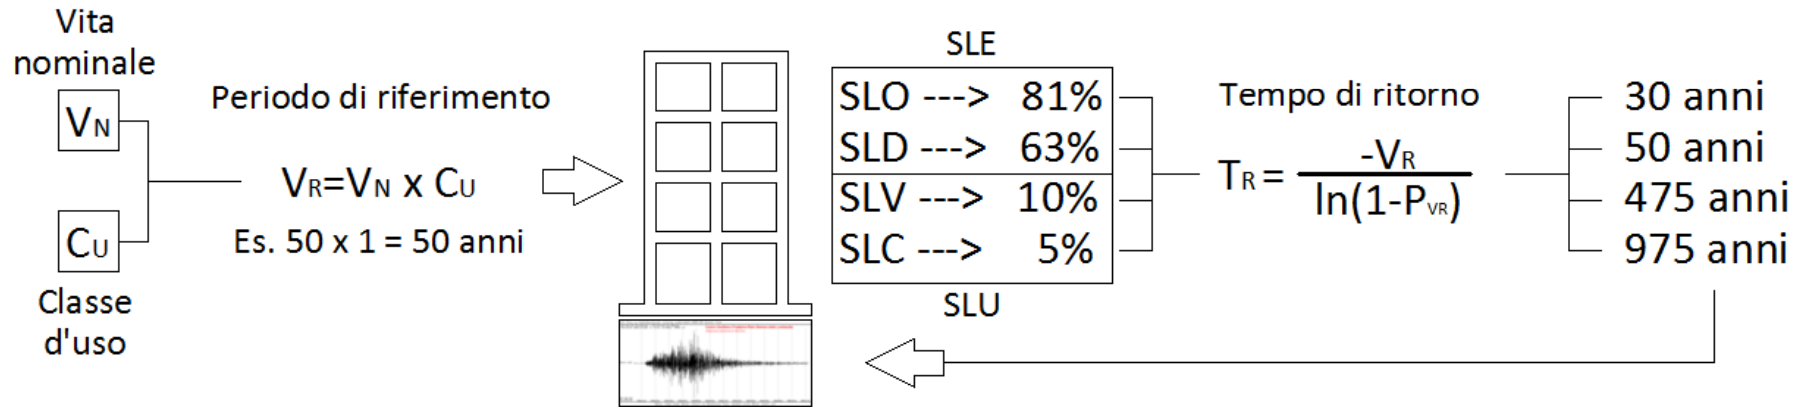 Vita
nominale
VN
CU
Classe
d'uso
Periodo di riferimento
VR=VN x CU
Es. 50 x 1 = 50 anni
SLE
SLO ---> 81%
SLD ---> 63%
SLV ---> 10%
SLC ---> 5%
SLU
Tempo di ritorno
TR = -VR
ln(1-PVR)
30 anni
50 anni
475 anni
975 anni